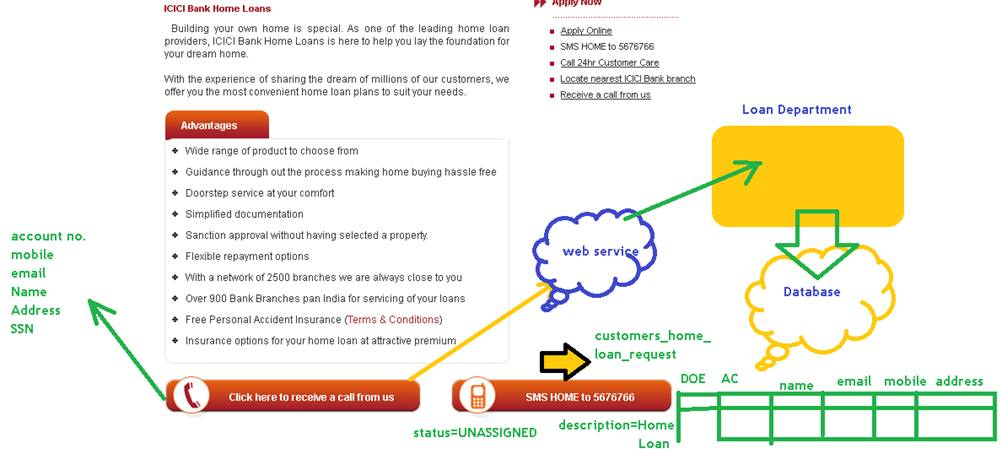 ICICI Bank Home Loans
Building your own home is special. As one of the leading home loan
providers, ICICI Bank Home Loans is here to help you lay the foundation for
your dream home.
With the experience of sharing the dream of millions of our customers, we
offer you the most convenient home loan plans to suit your needs.
Apply Now
Apply Online
SMS HOME to 5676766
Call 24hr Customer Care
Locate nearest ICICI Bank branch
Receive a call from us
Advantages
Wide range of product to choose from
Guidance through out the process making home buying hassle free
Doorstep service at your comfort
Simplified documentation
Sanction approval without having selected a property.
Flexible repayment options
With a network of 2500 branches we are always close to you
Over 900 Bank Branches pan India for servicing of your loans
Free Personal Accident Insurance (Terms & Conditions)
Insurance options for your home loan at attractive premium
account no.
mobile
email
Name
Address
SSN
Loan Department
web service
Database
customers_home_
loan_request
Click here to receive a call from us
SMS HOME to 5676766
DOE AC name email mobile address
status=UNASSIGNED
description=Home
Loan